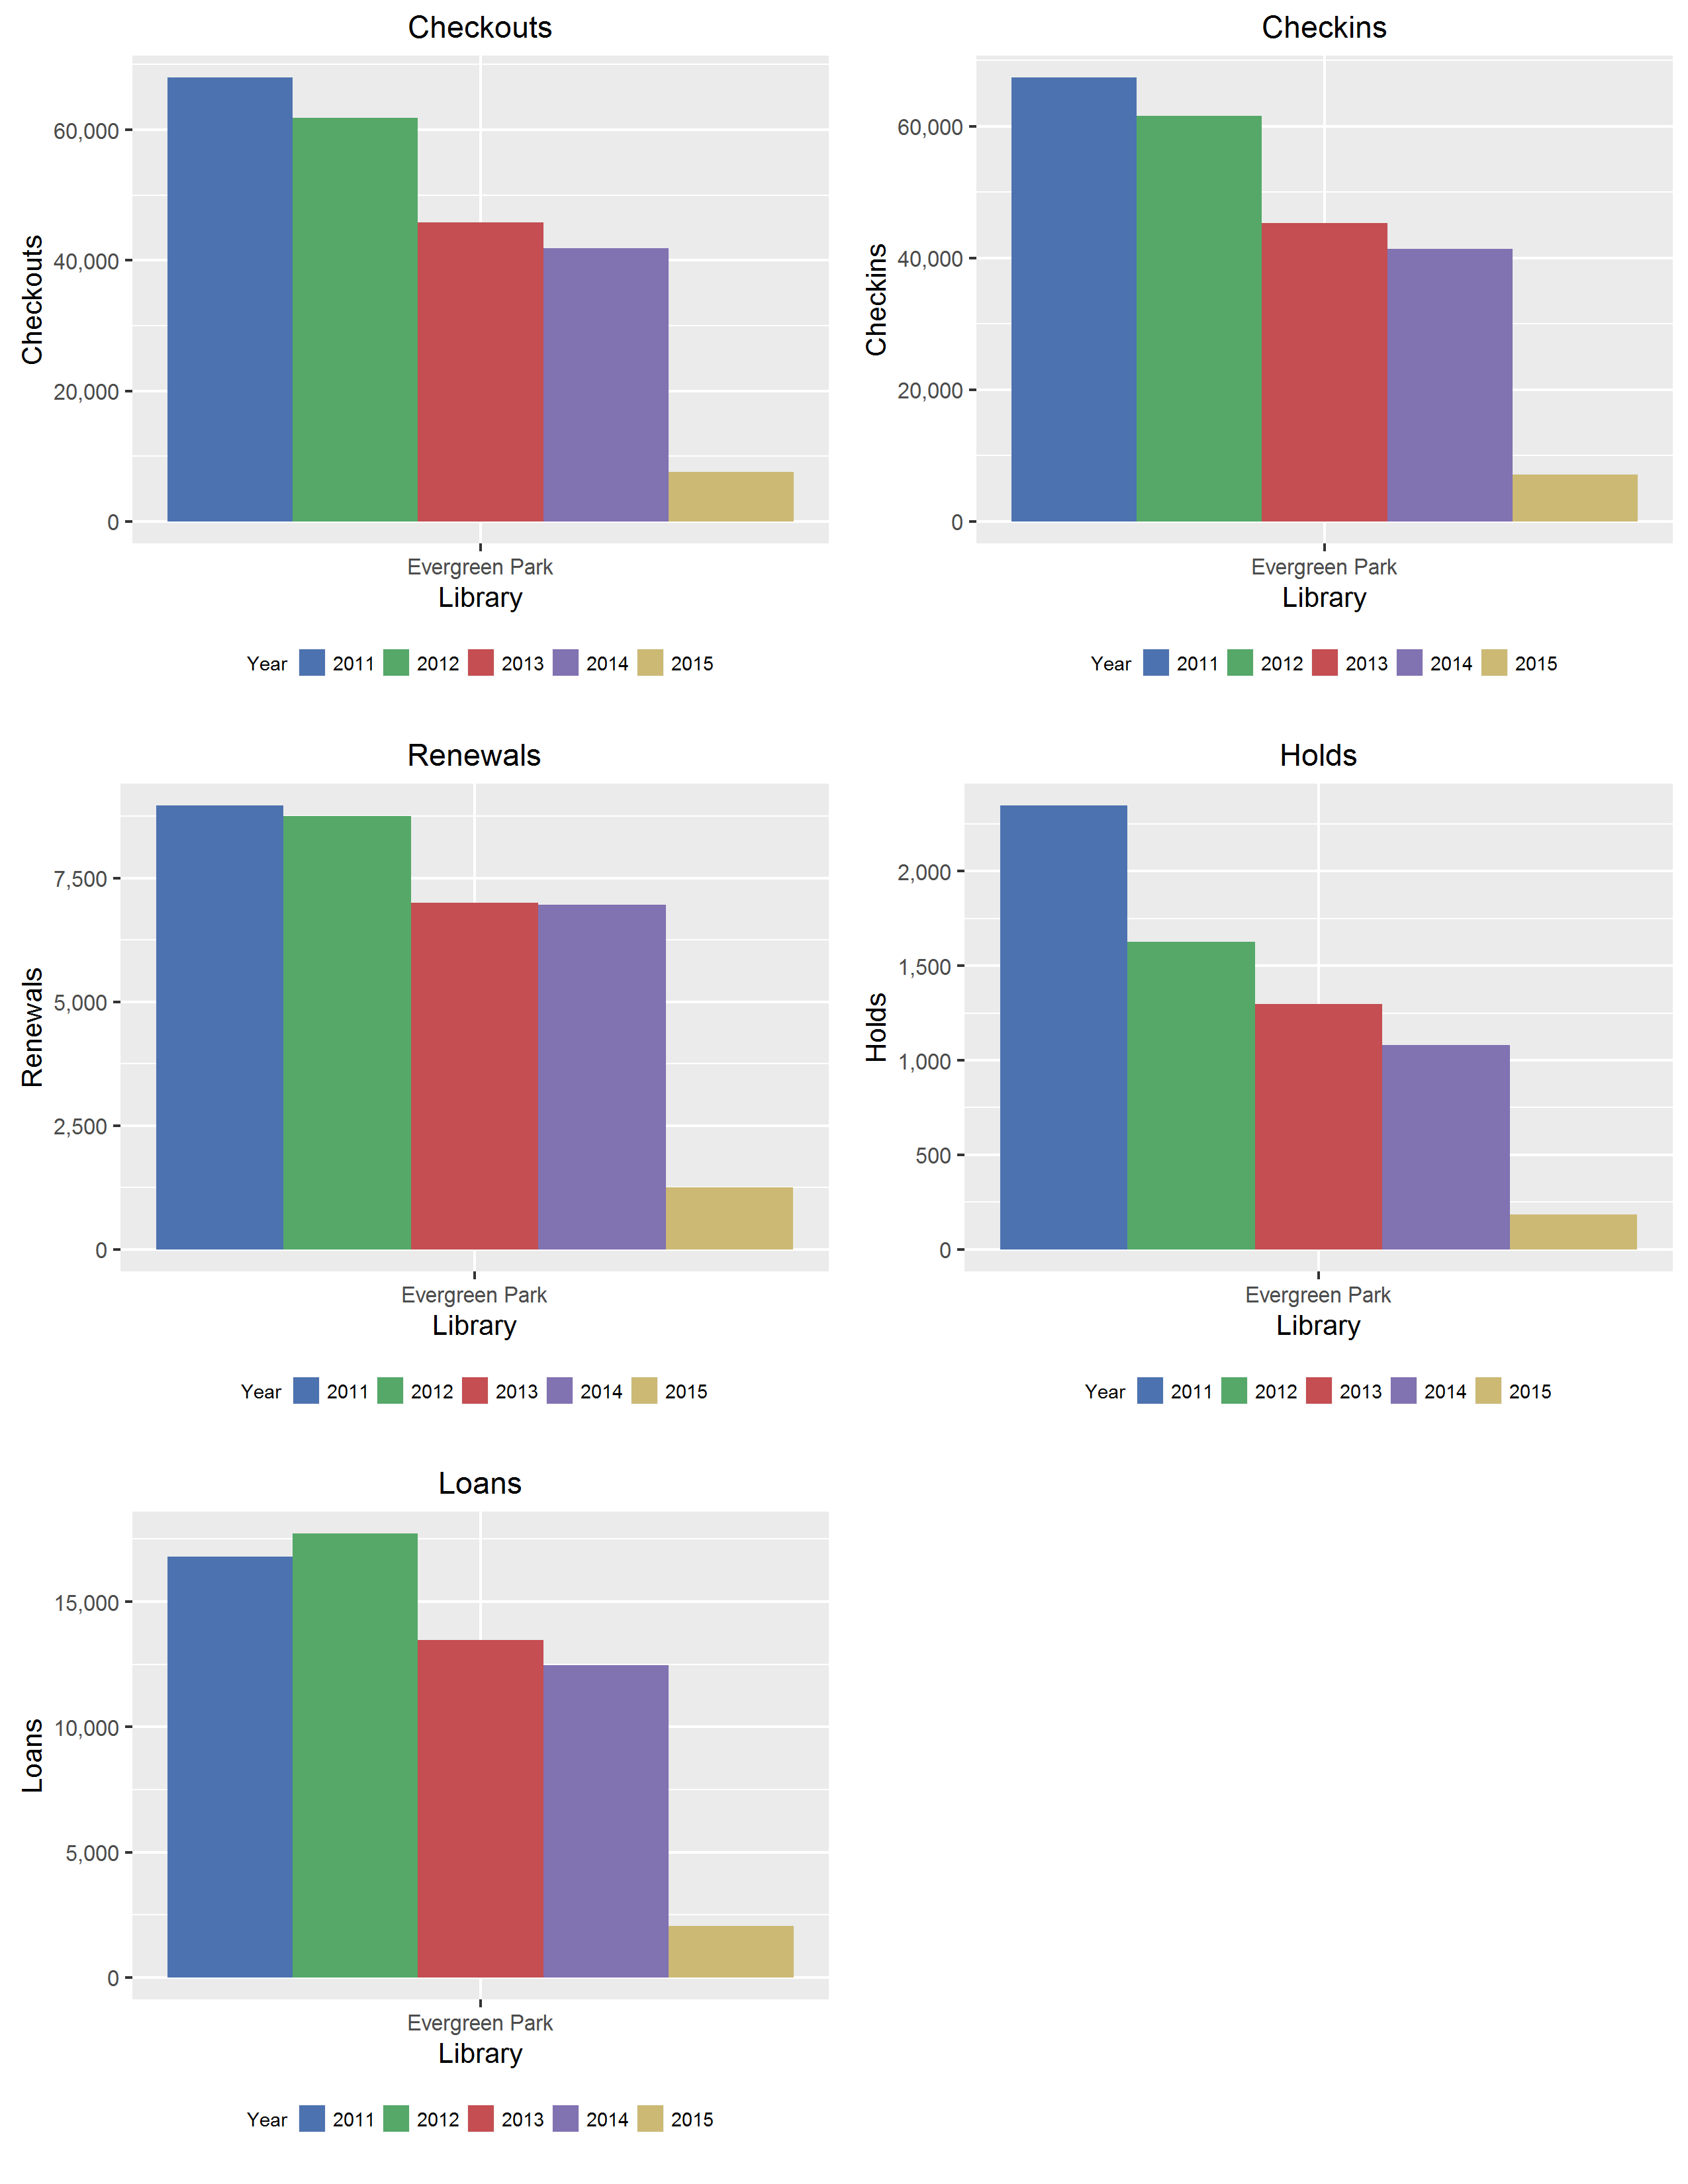 Checkouts
Checkouts
60,000
40,000
20,000
0
Evergreen Park
Library
Year 2011 2012 2013 2014 2015
Checkins
Checkins
60,000
40,000
20,000
0
Evergreen Park
Library
Year 2011 2012 2013 2014 2015
Renewals
Renewals
7,500
5,000
2,500
0
Evergreen Park
Library
Year 2011 2012 2013 2014 2015
Holds
Holds
2,000
1,500
1,000
500
0
Evergreen Park
Library
Year 2011 2012 2013 2014 2015
Loans
Loans
15,000
10,000
5,000
0
Evergreen Park
Library
Year 2011 2012 2013 2014 2015